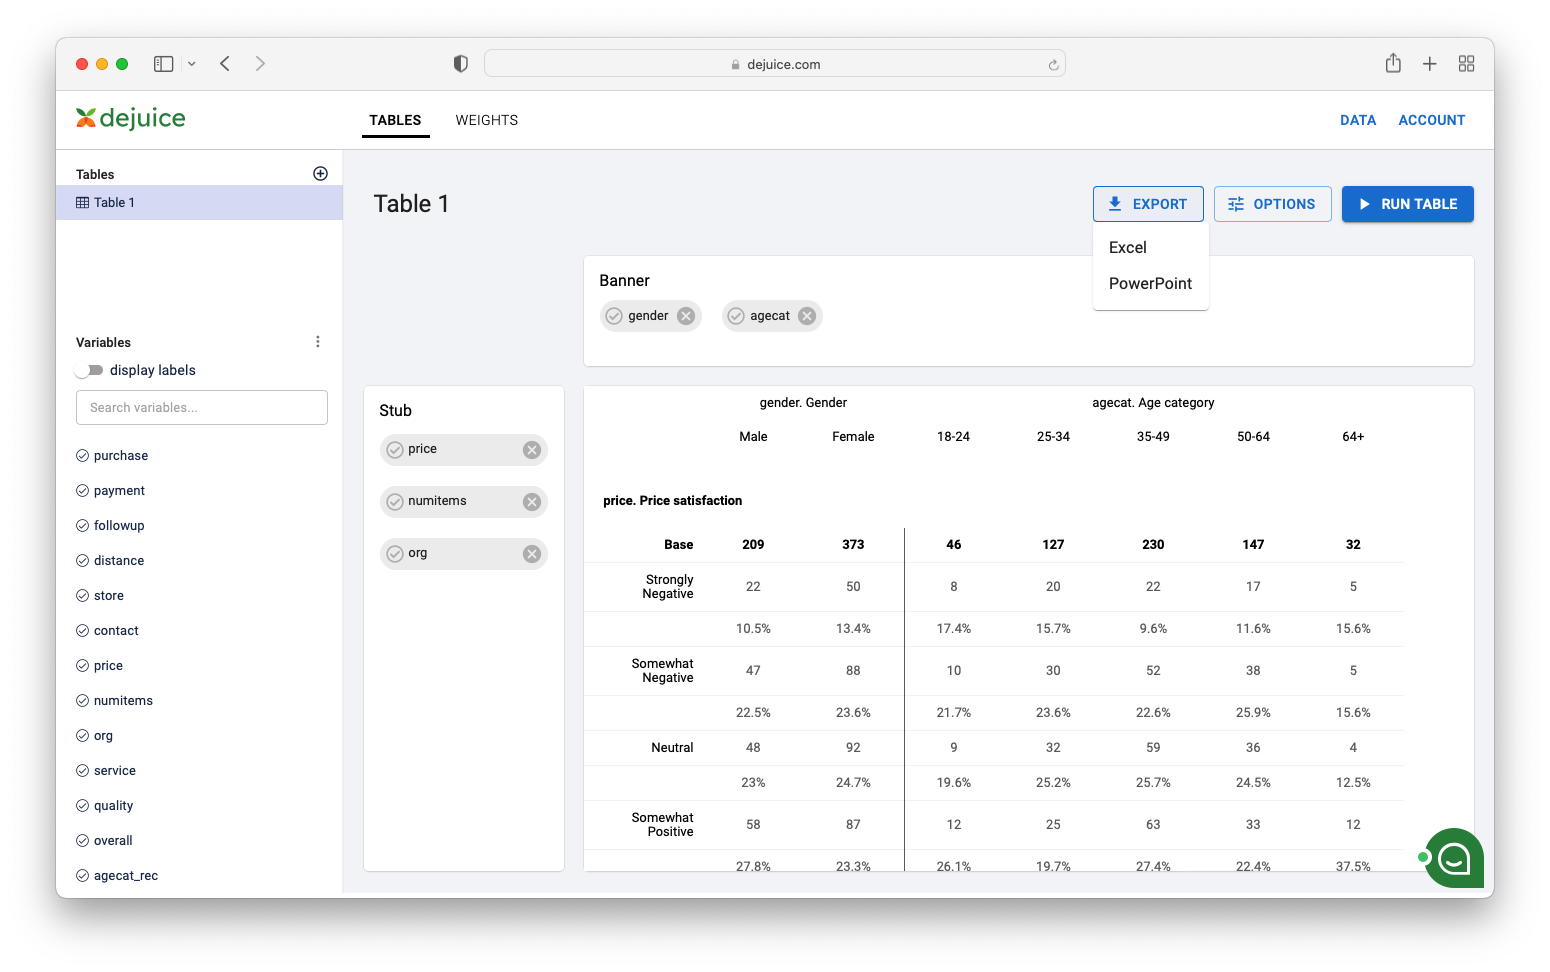 dejuice.com
dejuice
TABLES WEIGHTS DATA ACCOUNT
Tables
Table 1
Variables
display labels
Search variables...
purchase
payment
followup
distance
store
contact
price
numitems
org
service
quality
overall
agecat_rec
Table 1
EXPORT OPTIONS RUN TABLE
Excel
PowerPoint
Banner
gender agecat
Stub
price
numitems
org
gender. Gender agecat. Age category
Male Female 18-24 25-34 35-49 50-64 64+
price. Price satisfaction
Base 209 373 46 127 230 147 32
Strongly
Negative 22 50 8 20 22 17 5
10.5% 13.4% 17.4% 15.7% 9.6% 11.6% 15.6%
Somewhat
Negative 47 88 10 30 52 38 5
22.5% 23.6% 21.7% 23.6% 22.6% 25.9% 15.6%
Neutral 48 92 9 32 59 36 4
23% 24.7% 19.6% 25.2% 25.7% 24.5% 12.5%
Somewhat
Positive 58 87 12 25 63 33 12
27.8% 23.3% 26.1% 19.7% 27.4% 22.4% 37.5%